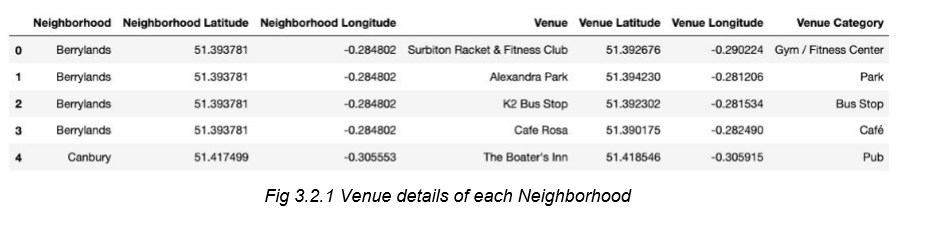 Neighborhood Neighborhood Latitude Neighborhood Longitude Venue Venue Latitude Venue Longitude Venue Category
0 Berrylands 51.393781 -0.284802 Surbiton Racket & Fitness Club 51.392676 -0.290224 Gym / Fitness Center
1 Berrylands 51.393781 -0.284802 Alexandra Park 51.394230 -0.281206 Park
2 Berrylands 51.393781 -0.284802 K2 Bus Stop 51.392302 -0.281534 Bus Stop
3 Berrylands 51.393781 -0.284802 Cafe Rosa 51.390175 -0.282490 Café
4 Canbury 51.417499 -0.305553 The Boater's Inn 51.418546 -0.305915 Pub
Fig 3.2.1 Venue details of each Neighborhood